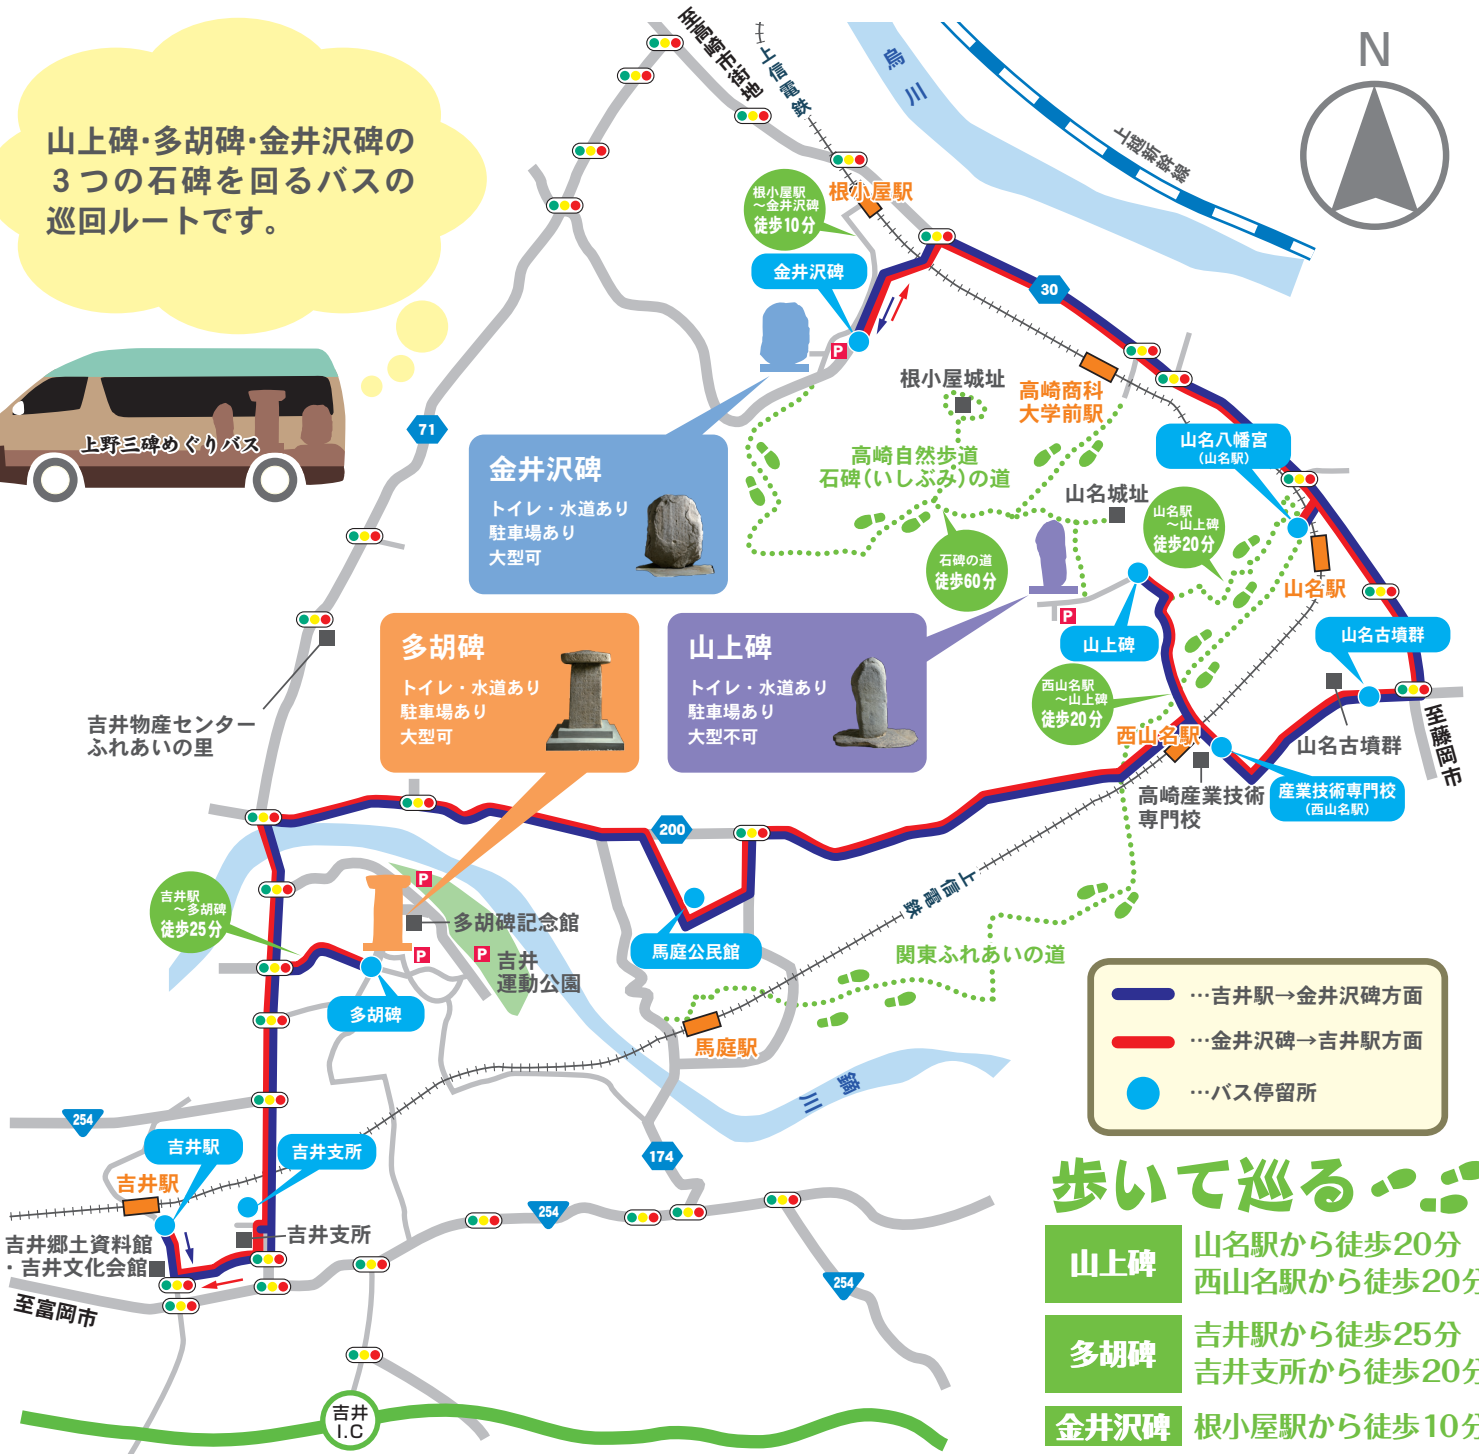 山上碑・多胡碑・金井沢碑の
３つの石碑を回るバスの
巡回ルートです。
上野三碑めぐりバス
至高崎市街地
上信電鉄
烏川
上越新幹線
N
根小屋駅
～金井沢碑
徒歩10分
根小屋駅
金井沢碑
30
P
根小屋城址
高崎商科
大学前駅
71
金井沢碑
トイレ・水道あり
駐車場あり
大型可
高崎自然歩道
石碑(いしぶみ)の道
山名八幡宮
(山名駅)
山名城址
山名駅
～山上碑
徒歩20分
石碑の道
徒歩60分
山名駅
P
山上碑
山名古墳群
多胡碑
トイレ・水道あり
駐車場あり
大型可
山上碑
トイレ・水道あり
駐車場あり
大型不可
西山名駅
～山上碑
徒歩20分
西山名駅
山名古墳群
至藤岡市
吉井物産センター
ふれあいの里
高崎産業技術
専門校
産業技術専門校
(西山名駅)
200
吉井駅
～多胡碑
徒歩25分
P
多胡碑記念館
P
P
吉井
運動公園
馬庭公民館
上信電鉄
関東ふれあいの道
多胡碑
馬庭駅
鏑川
…吉井駅→金井沢碑方面
…金井沢碑→吉井駅方面
…バス停留所
254
吉井駅
吉井支所
174
吉井駅
254
吉井支所
吉井郷土資料館
・吉井文化会館
至富岡市
254
吉井
I.C
歩いて巡る
山上碑
山名駅から徒歩20分
西山名駅から徒歩20分
多胡碑
吉井駅から徒歩25分
吉井支所から徒歩20分
金井沢碑
根小屋駅から徒歩10分